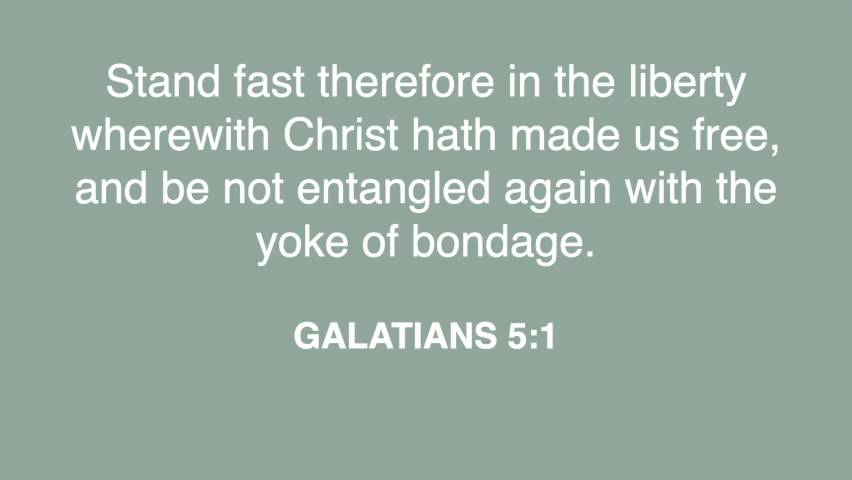 Stand fast therefore in the liberty
wherewith Christ hath made us free,
and be not entangled again with the
yoke of bondage.
GALATIANS 5:1